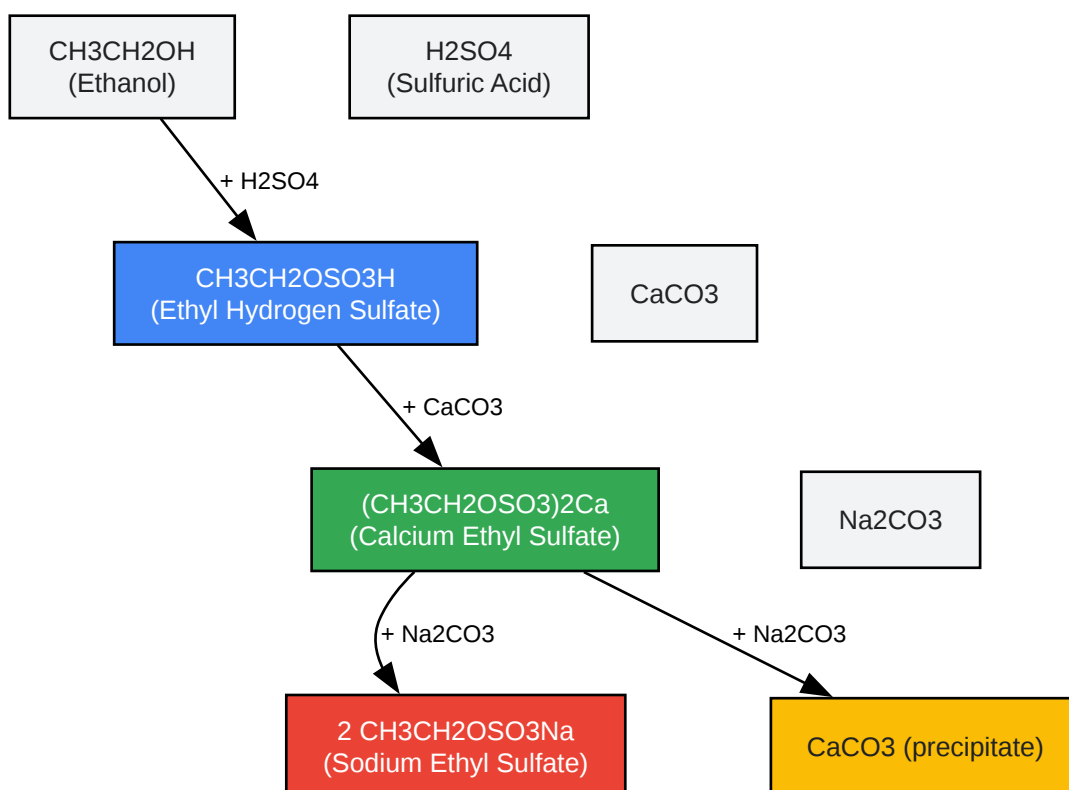 CH3CH2OH
(Ethanol)
H2SO4
(Sulfuric Acid)
+ H2SO4
CH3CH2OSO3H
(Ethyl Hydrogen Sulfate)
CaCO3
+ CaCO3
(CH3CH2OSO3)2Ca
(Calcium Ethyl Sulfate)
Na2CO3
+ Na2CO3
+ Na2CO3
2 CH3CH2OSO3Na
(Sodium Ethyl Sulfate)
CaCO3 (precipitate)